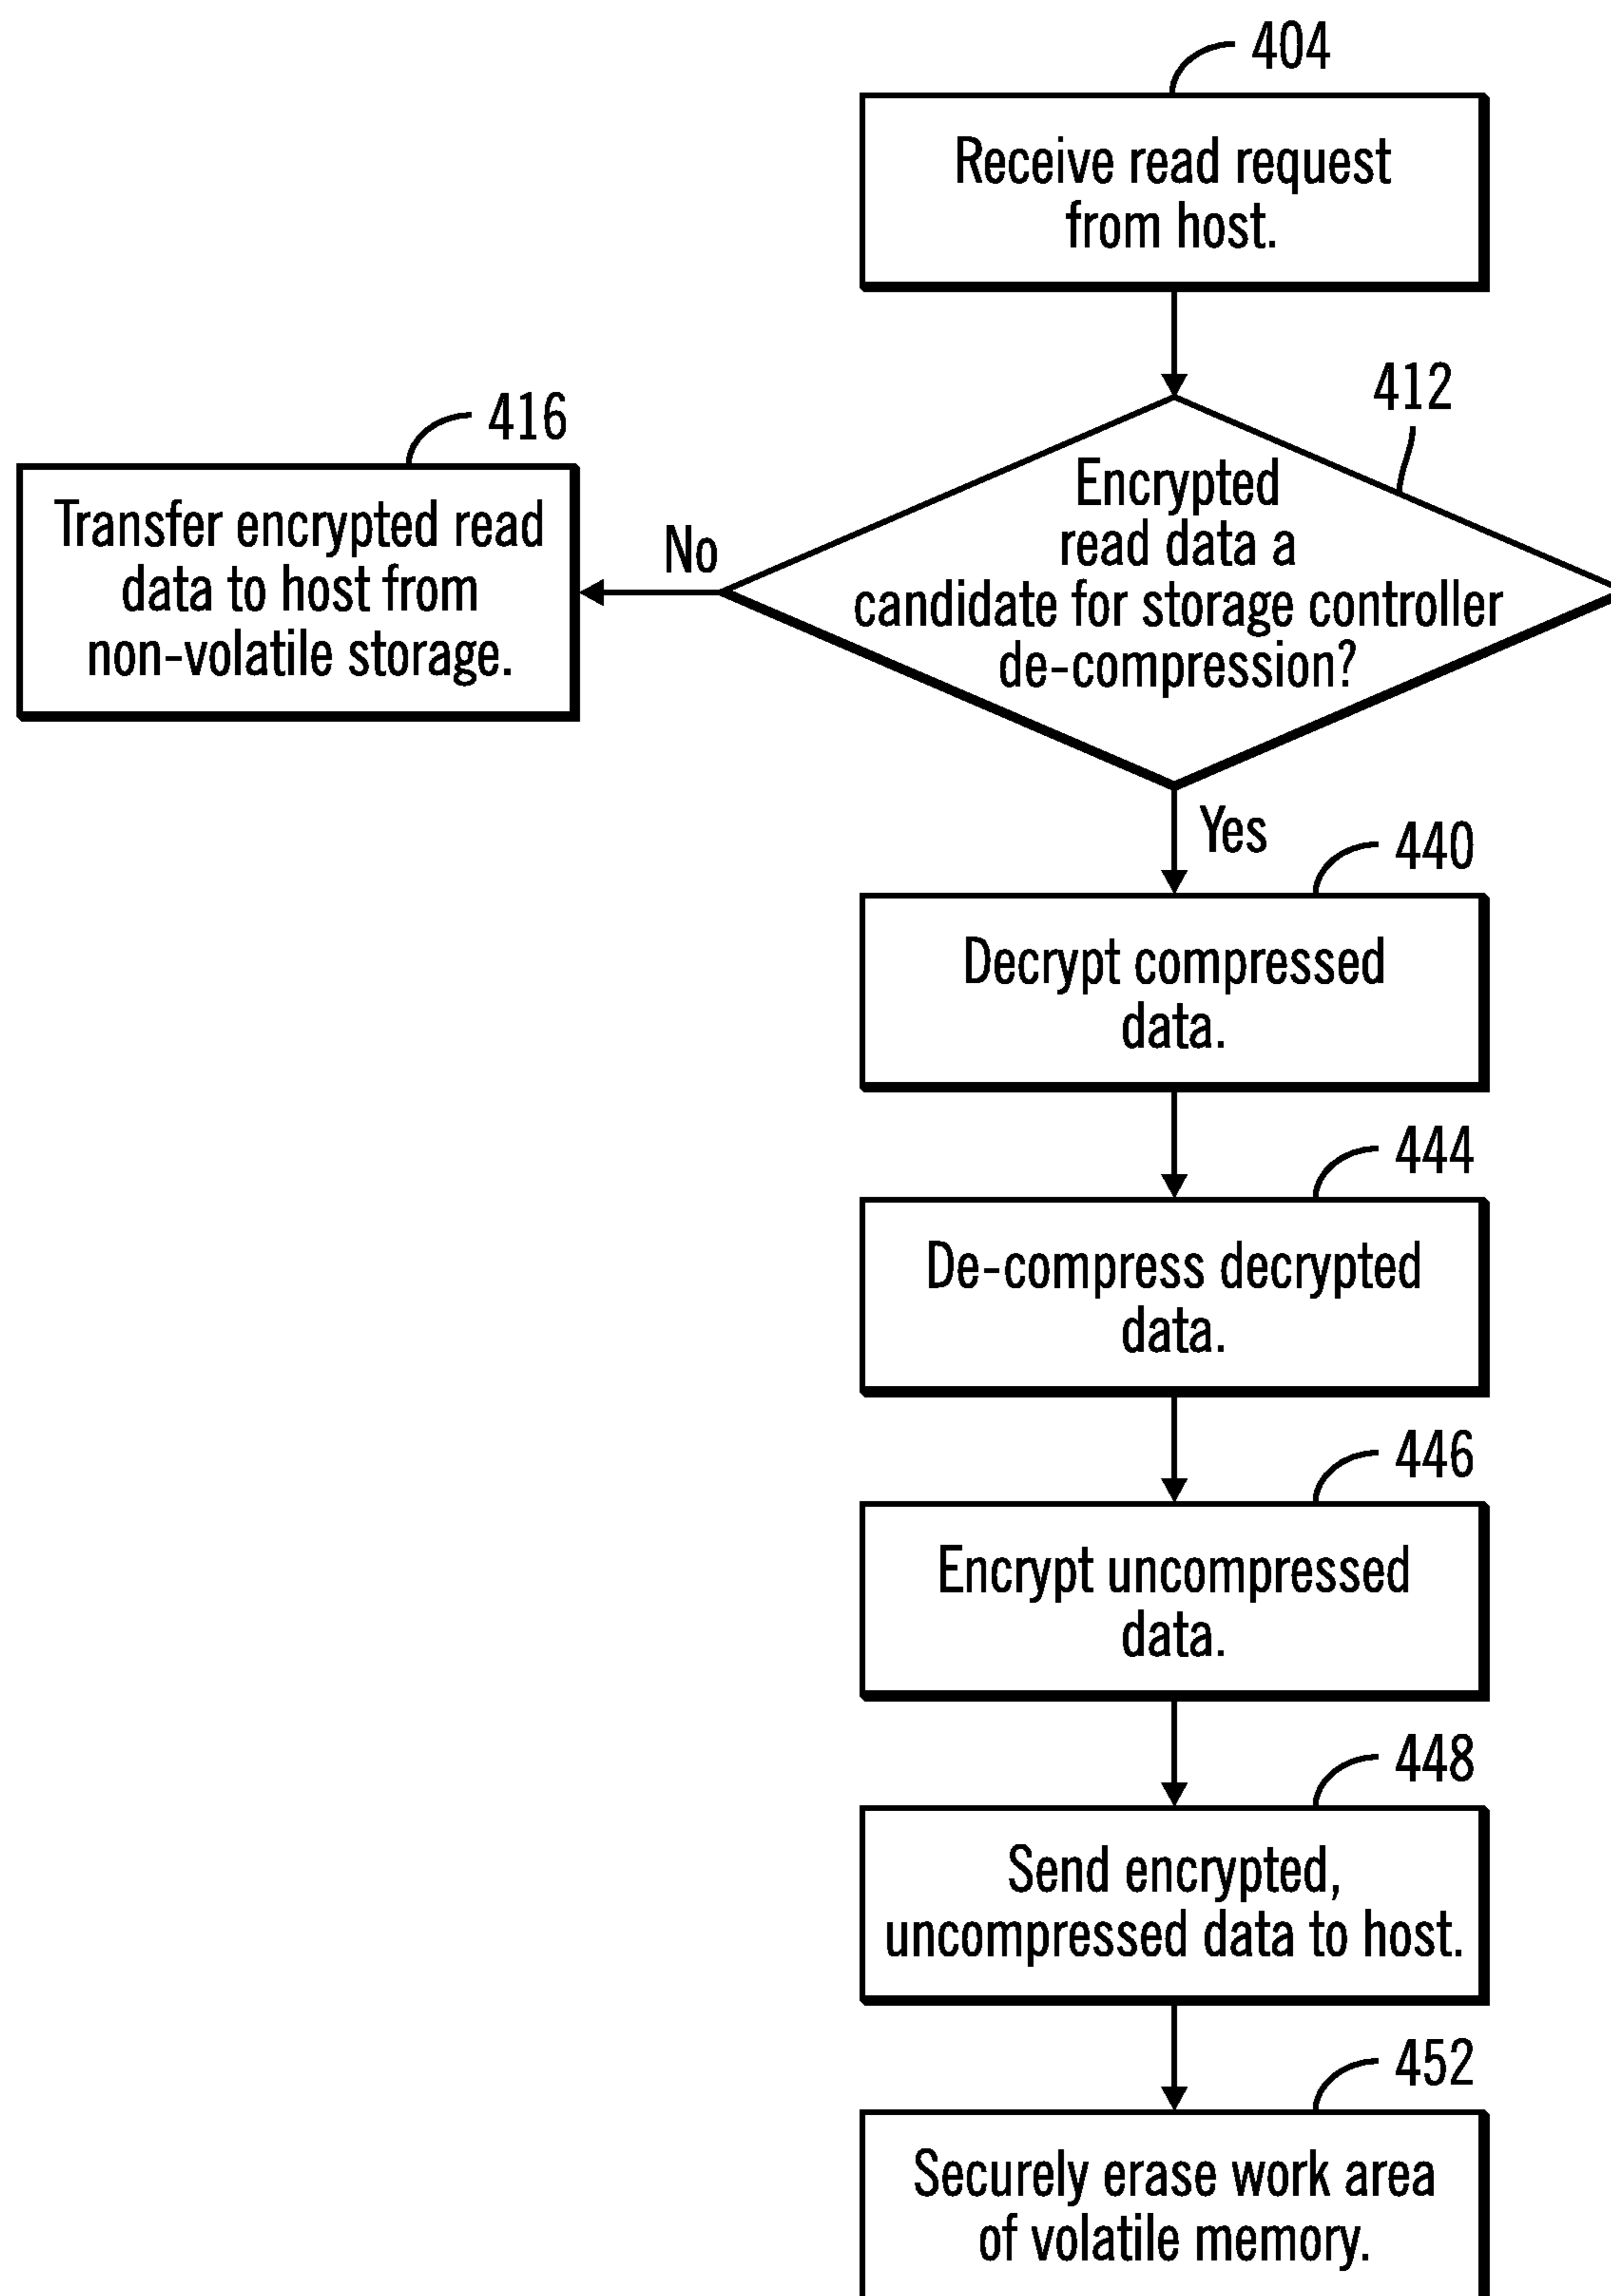 404
Receive read request
from host.
412
416
Encrypted
read data a
candidate for storage controller
de-compression?
No
Transfer encrypted read
data to host from
non-volatile storage.
Yes
440
Decrypt compressed
data.
444
De-compress decrypted
data.
446
Encrypt uncompressed
data.
448
Send encrypted,
uncompressed data to host.
452
Securely erase work area
of volatile memory.